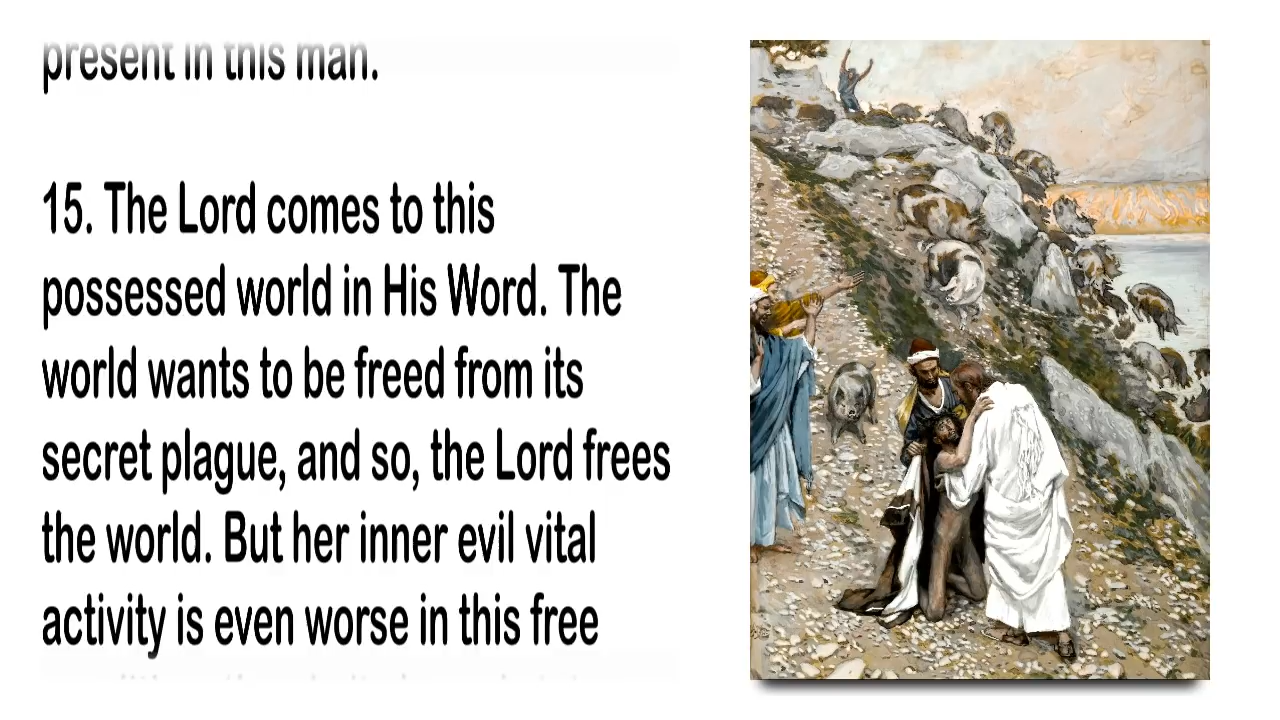 present in this man.
15. The Lord comes to this
possessed world in His Word. The
world wants to be freed from its
secret plague, and so, the Lord frees
the world. But her inner evil vital
activity is even worse in this free